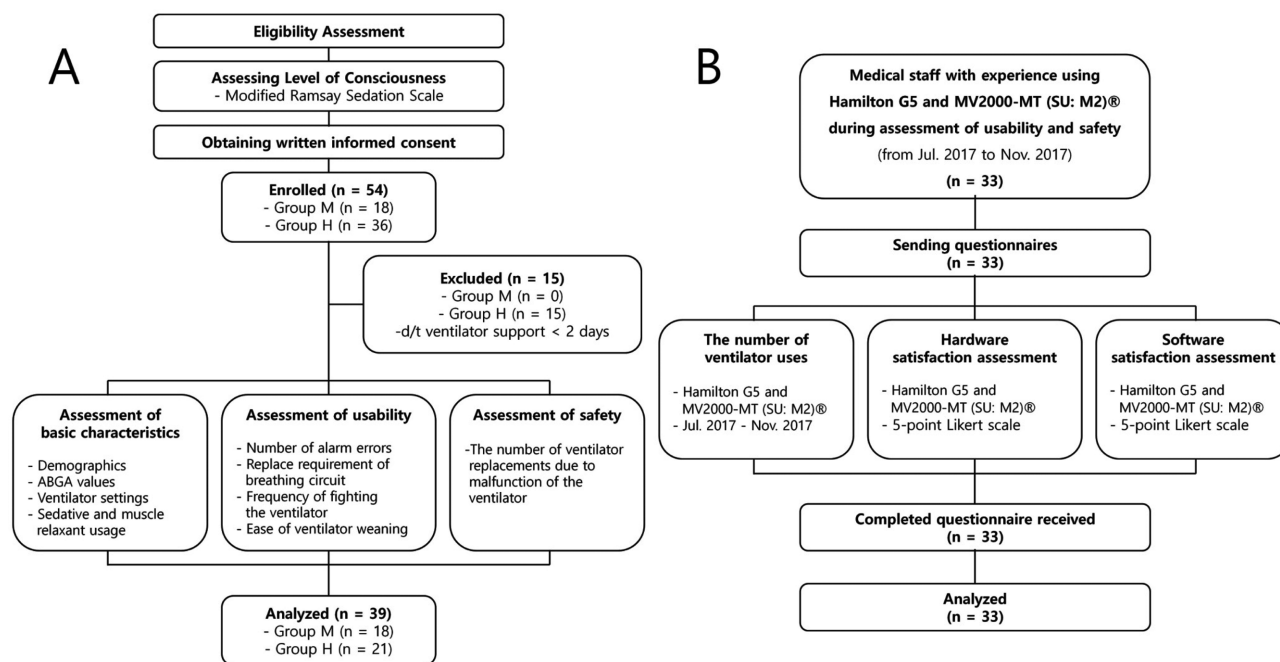 A
Eligibility Assessment
Assessing Level of Consciousness
- Modified Ramsay Sedation Scale
Obtaining written informed consent
Enrolled (n = 54)
- Group M (n = 18)
- Group H (n = 36)
Excluded (n = 15)
- Group M (n = 0)
- Group H (n = 15)
-d/t ventilator support < 2 days
Assessment of
basic characteristics
- Demographics
- ABGA values
- Ventilator settings
- Sedative and muscle
relaxant usage
Assessment of usability
- Number of alarm errors
- Replace requirement of
breathing circuit
- Frequency of fighting
the ventilator
- Ease of ventilator weaning
Assessment of safety
-The number of ventilator
replacements due to
malfunction of the
ventilator
Analyzed (n = 39)
- Group M (n = 18)
- Group H (n = 21)
B
Medical staff with experience using
Hamilton G5 and MV2000-MT (SU: M2)®
during assessment of usability and safety
(from Jul. 2017 to Nov. 2017)
(n = 33)
Sending questionnaires
(n = 33)
The number of
ventilator uses
- Hamilton G5 and
MV2000-MT (SU: M2)®
- Jul. 2017 - Nov. 2017
Hardware
satisfaction assessment
- Hamilton G5 and
MV2000-MT (SU: M2)®
- 5-point Likert scale
Software
satisfaction assessment
- Hamilton G5 and
MV2000-MT (SU: M2)®
- 5-point Likert scale
Completed questionnaire received
(n = 33)
Analyzed
(n = 33)